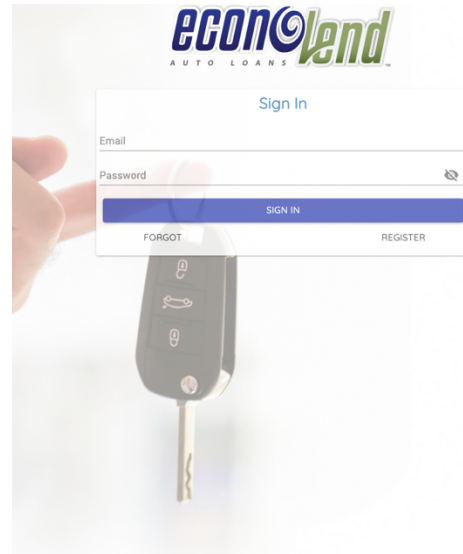 econolend
AUTO LOANS
Sign In
Email
Password
SIGN IN
FORGOT
REGISTER